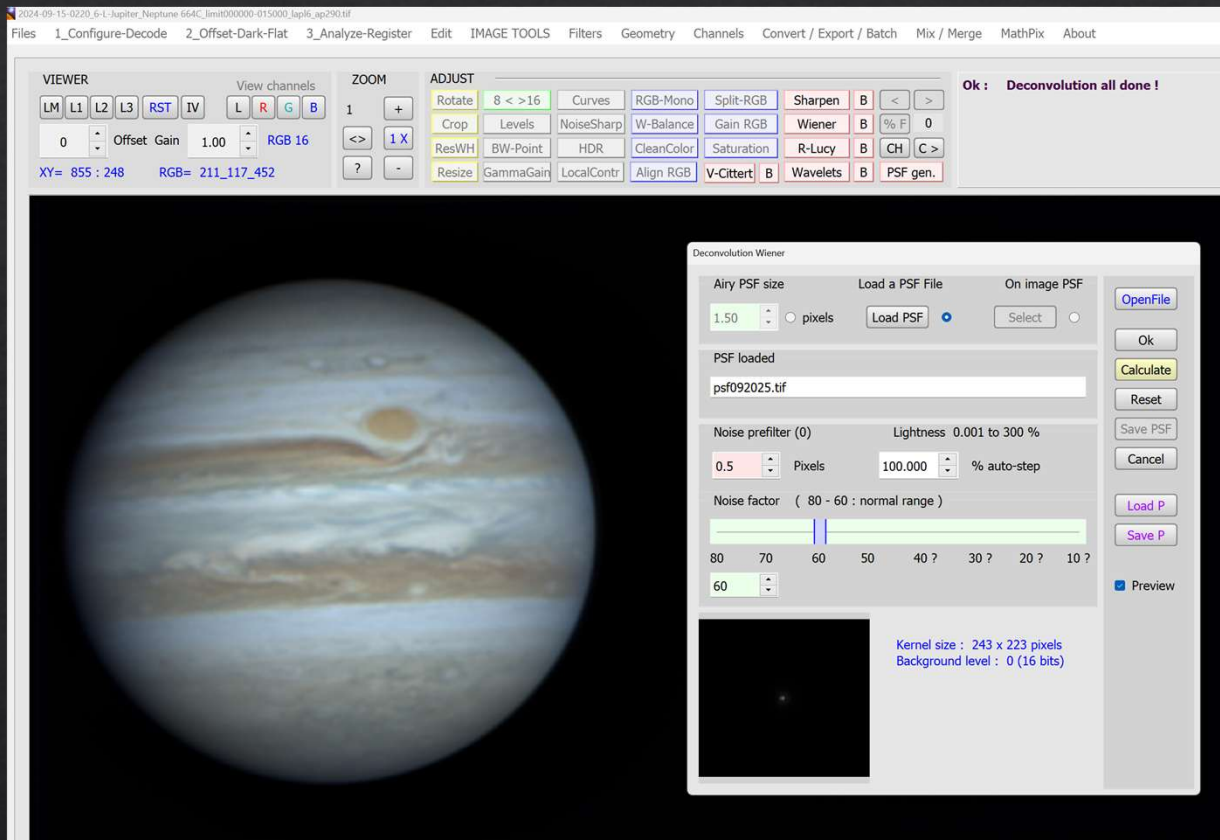 2024-09-15-0220_6-L-Jupiter_Neptune 664C_limit000000-015000_lapl6_ap290.tif
Files 1_Configure-Decode 2_Offset-Dark-Flat 3_Analyze-Register Edit IMAGE TOOLS Filters Geometry Channels Convert / Export / Batch Mix / Merge MathPix About
VIEWER View channels ZOOM ADJUST
LM L1 L2 L3 RST IV L R G B 1 + Rotate 8 < >16 Curves RGB-Mono Split-RGB Sharpen B < > Ok : Deconvolution all done !
0 Offset Gain 1.00 RGB 16 <> 1 X Crop Levels NoiseSharp W-Balance Gain RGB Wiener B % F 0
ResWH BW-Point HDR CleanColor Saturation R-Lucy B CH C >
XY= 855 : 248 RGB= 211_117_452 ? - Resize GammaGain LocalContr Align RGB V-Cittert B Wavelets B PSF gen.
Deconvolution Wiener
Airy PSF size Load a PSF File On image PSF
1.50 pixels Load PSF Select
OpenFile
Ok
Calculate
Reset
Save PSF
Cancel
Load P
Save P
Preview
PSF loaded
psf092025.tif
Noise prefilter (0) Lightness 0.001 to 300 %
0.5 Pixels 100.000 % auto-step
Noise factor ( 80 - 60 : normal range )
80 70 60 50 40 ? 30 ? 20 ? 10 ?
60
Kernel size : 243 x 223 pixels
Background level : 0 (16 bits)